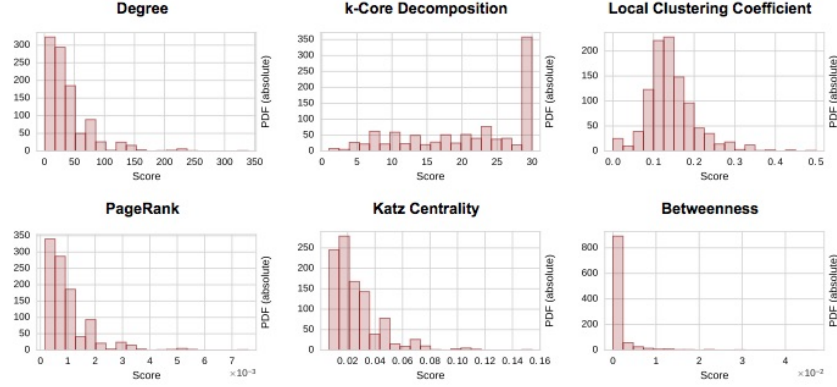 Degree
300
250
200
150
100
50
0
0 50 100 150 200 250 300 350
Score
PDF (absolute)
k-Core Decomposition
350
300
250
200
150
100
50
0
0 5 10 15 20 25 30
Score
PDF (absolute)
Local Clustering Coefficient
200
150
100
50
0
0.0 0.1 0.2 0.3 0.4 0.5
Score
PDF (absolute)
PageRank
350
300
250
200
150
100
50
0
0 1 2 3 4 5 6 7
Score
×10⁻³
PDF (absolute)
Katz Centrality
250
200
150
100
50
0
0.02 0.04 0.06 0.08 0.10 0.12 0.14 0.16
Score
PDF (absolute)
Betweenness
800
600
400
200
0
0 1 2 3 4
Score
×10⁻²
PDF (absolute)